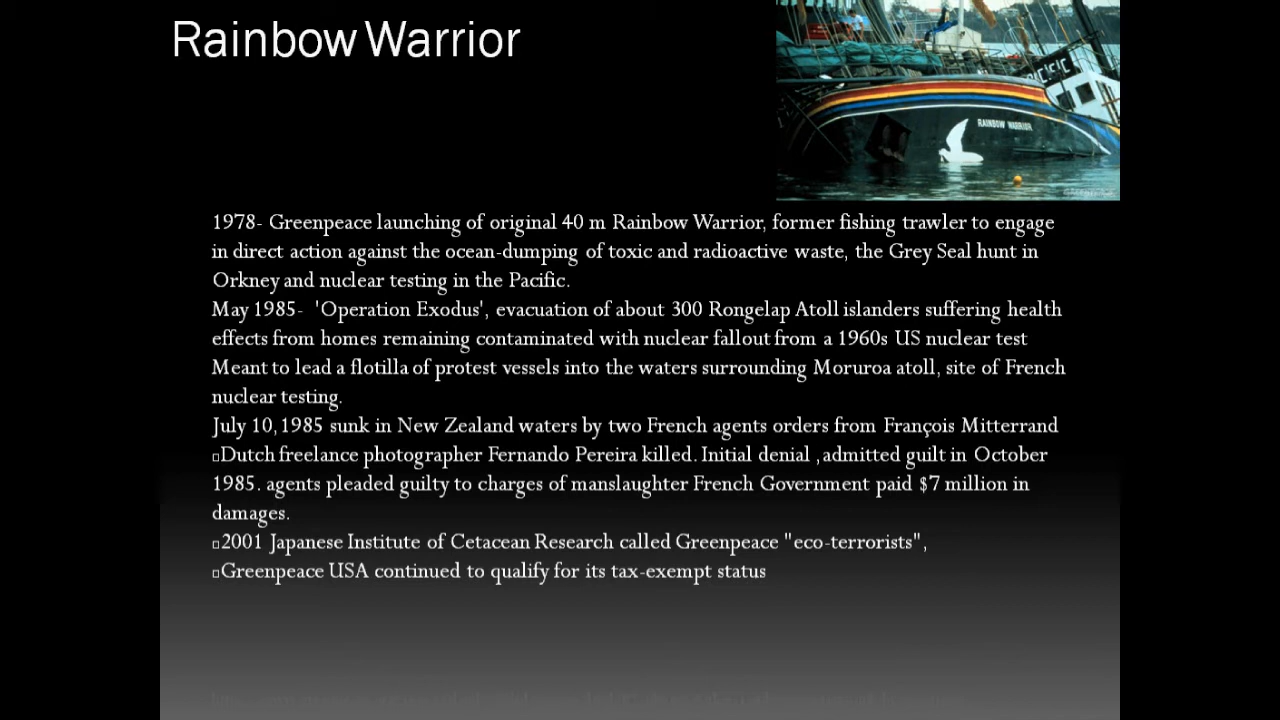 Rainbow Warrior
RAINBOW WARRIOR
1978- Greenpeace launching of original 40 m Rainbow Warrior, former fishing trawler to engage
in direct action against the ocean-dumping of toxic and radioactive waste, the Grey Seal hunt in
Orkney and nuclear testing in the Pacific.
May 1985- 'Operation Exodus', evacuation of about 300 Rongelap Atoll islanders suffering health
effects from homes remaining contaminated with nuclear fallout from a 1960s US nuclear test
Meant to lead a flotilla of protest vessels into the waters surrounding Moruroa atoll, site of French
nuclear testing.
July 10, 1985 sunk in New Zealand waters by two French agents orders from François Mitterrand
Dutch freelance photographer Fernando Pereira killed. Initial denial ,admitted guilt in October
1985. agents pleaded guilty to charges of manslaughter French Government paid $7 million in
damages.
2001 Japanese Institute of Cetacean Research called Greenpeace "eco-terrorists",
Greenpeace USA continued to qualify for its tax-exempt status